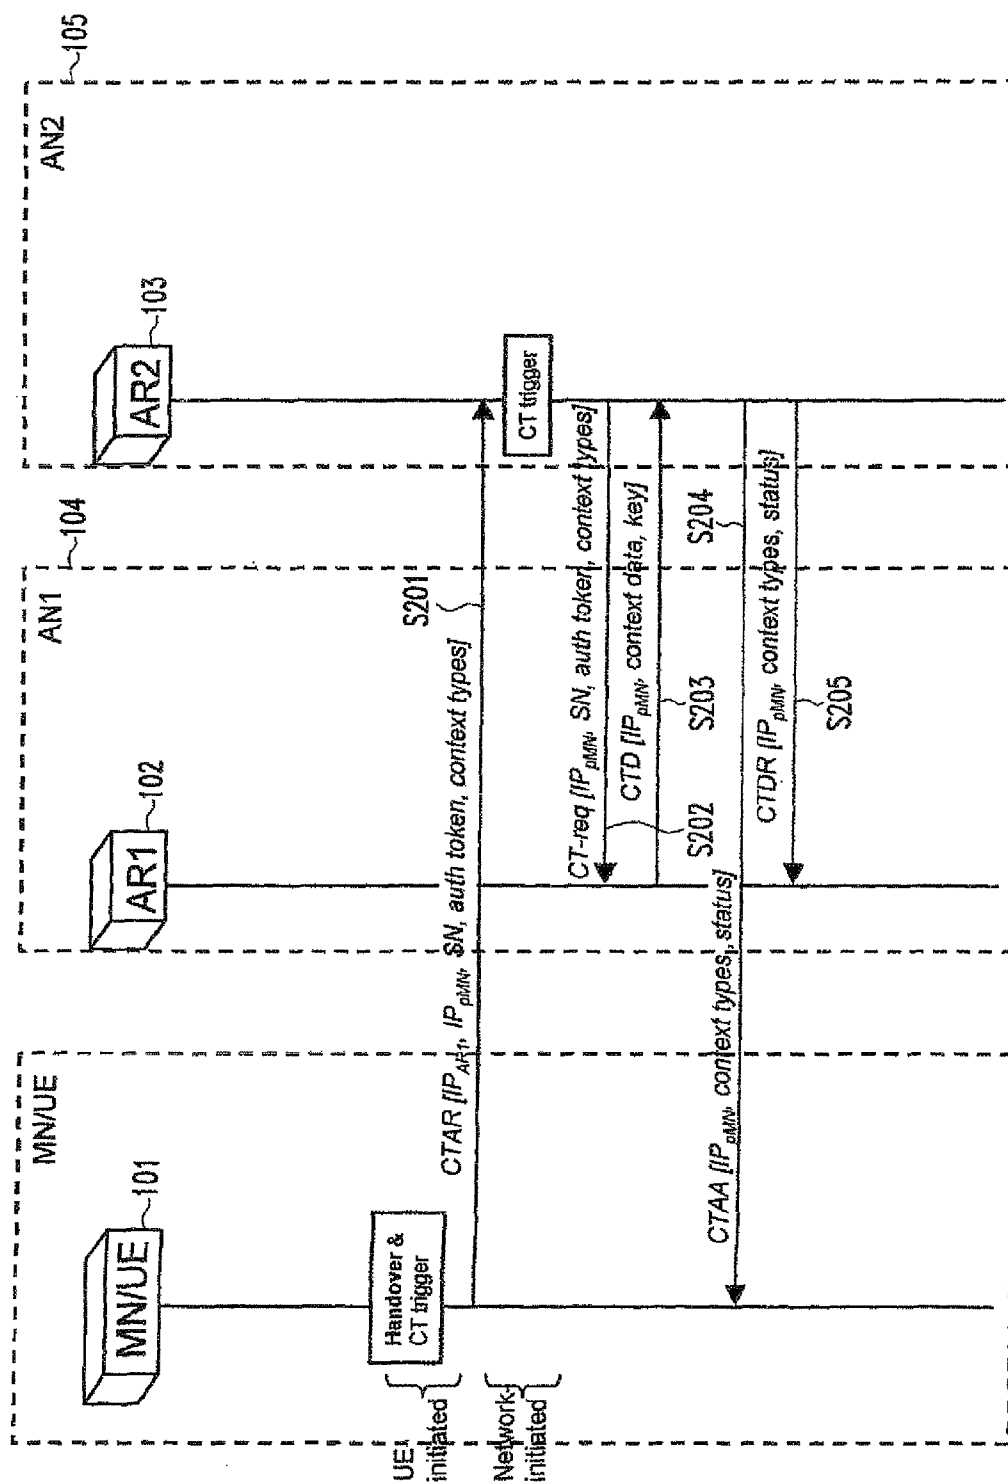 MN/UE
AN1
AN2
104
105
MN/UE
101
AR1
102
AR2
103
UE
initiated
Handover &
CT trigger
CTAR [IP_AR1, IP_pMN, SN, auth token, context types]
S201
Network-
initiated
CT trigger
CT-req [IP_pMN, SN, auth token, context types]
S202
CTD [IP_pMN, context data, key]
S203
CTAA [IP_pMN, context types, status]
S204
CTDR [IP_pMN, context types, status]
S205